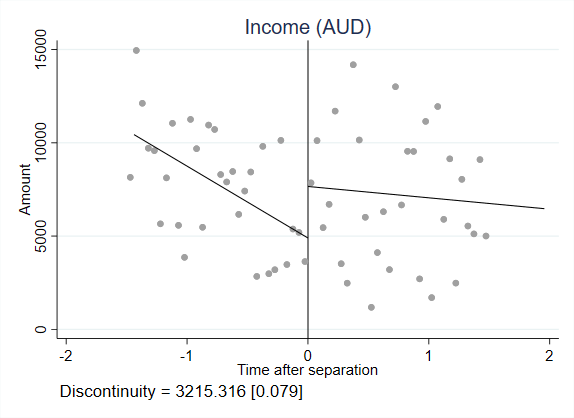 Income (AUD)
15000
10000
5000
0
Amount
-2
-1
0
1
2
Time after separation
Discontinuity = 3215.316 [0.079]